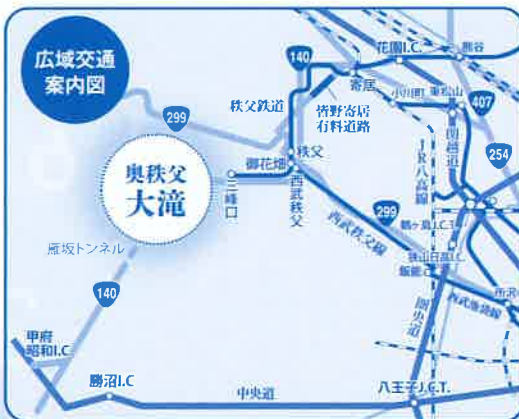 広域交通
案内図
140
花園I.C.
熊谷
寄居
小川町
東松山
407
秩父鉄道
皆野寄居
有料道路
299
関越道
254
JR八高線
秩父
御花畑
奥秩父
大滝
三峰口
西武秩父
299
西武秩父線
鶴ヶ島J.C.T.
雁坂トンネル
狭山日高I.C.
飯能
所沢
西武池袋線
圏央道
140
甲府
昭和I.C
勝沼I.C
中央道
八王子J.C.T.